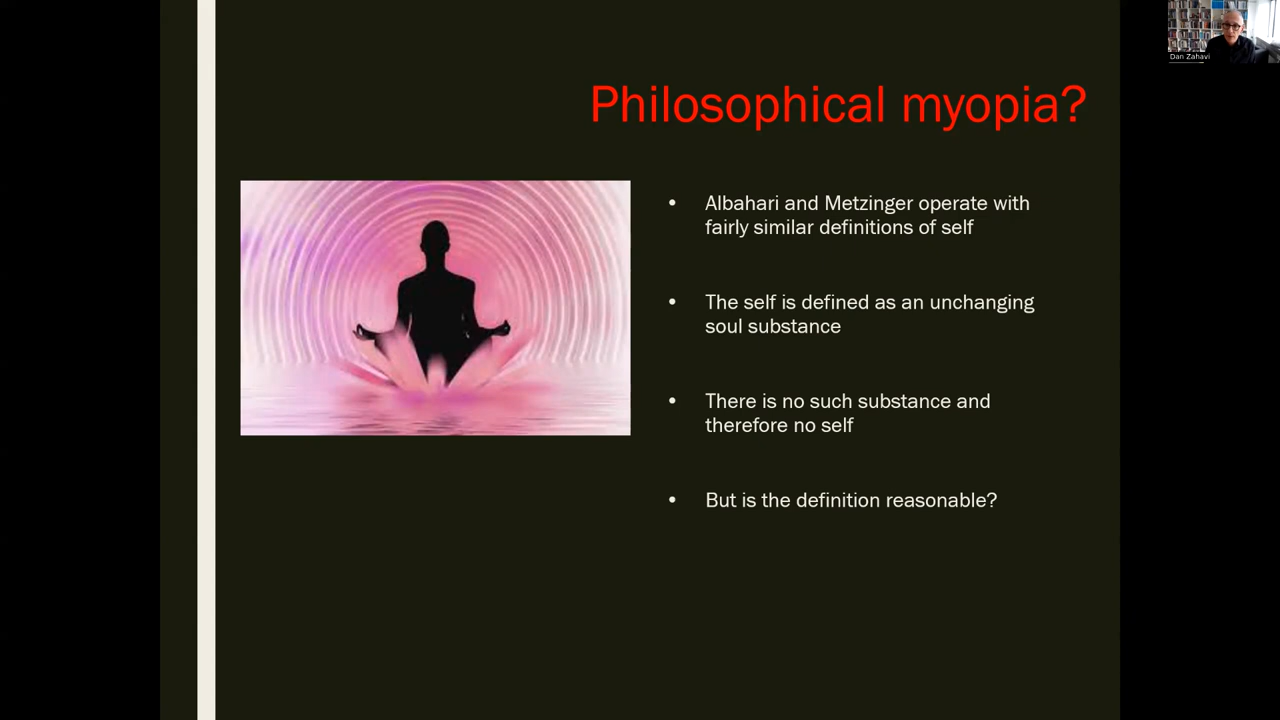 Dan Zahavi
Philosophical myopia?
• Albahari and Metzinger operate with
fairly similar definitions of self
• The self is defined as an unchanging
soul substance
• There is no such substance and
therefore no self
• But is the definition reasonable?